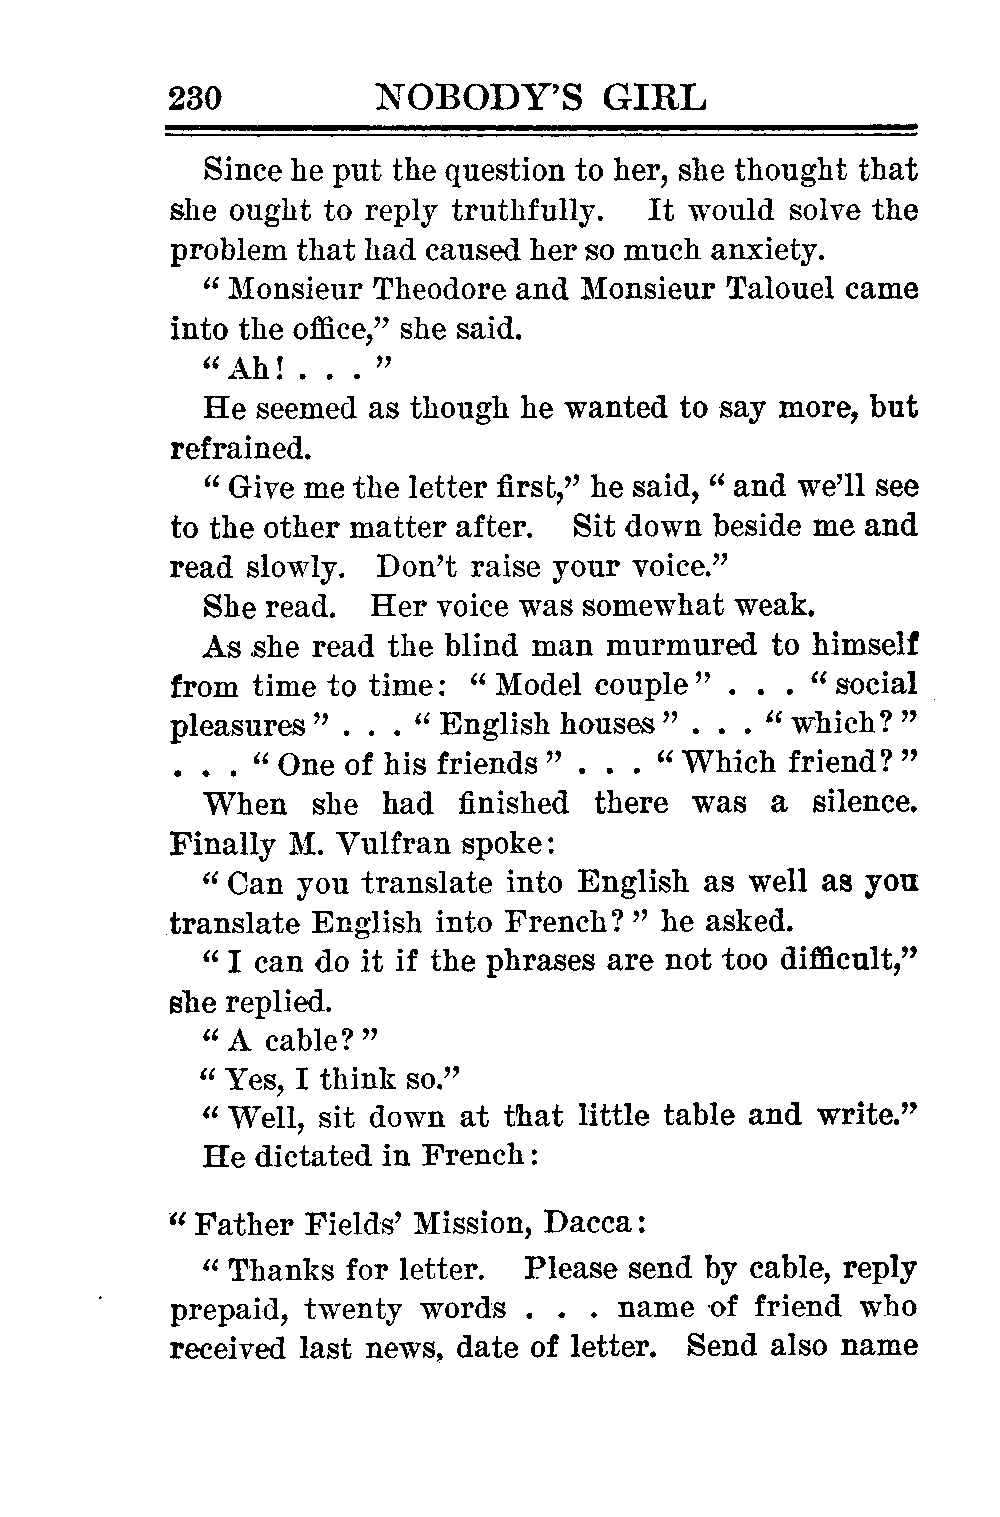 230 NOBODY'S GIRL
Since he put the question to her, she thought that
she ought to reply truthfully. It would solve the
problem that had caused her so much anxiety.
“ Monsieur Theodore and Monsieur Talouel came
into the office,” she said.
“ Ah! . . . ”
He seemed as though he wanted to say more, but
refrained.
“ Give me the letter first,” he said, “ and we’ll see
to the other matter after. Sit down beside me and
read slowly. Don’t raise your voice.”
She read. Her voice was somewhat weak.
As she read the blind man murmured to himself
from time to time: “ Model couple ” . . . “ social
pleasures ” . . . “ English houses ” . . . “ which? ”
. . . “ One of his friends ” . . . “ Which friend? ”
When she had finished there was a silence.
Finally M. Vulfran spoke:
“ Can you translate into English as well as you
translate English into French? ” he asked.
“ I can do it if the phrases are not too difficult,”
she replied.
“ A cable? ”
“ Yes, I think so.”
“ Well, sit down at that little table and write.”
He dictated in French:
“ Father Fields’ Mission, Dacca:
“ Thanks for letter. Please send by cable, reply
prepaid, twenty words . . . name of friend who
received last news, date of letter. Send also name